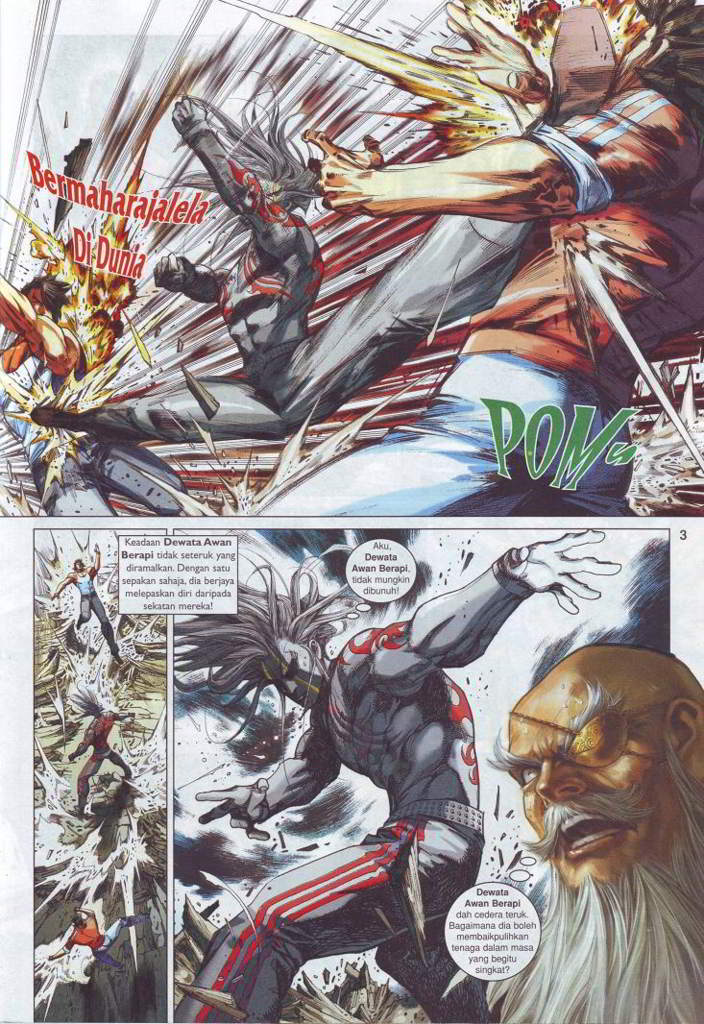 Bermaharajalela
Di Dunia
POM
3
Keadaan Dewata Awan
Berapi tidak seteruk yang
diramalkan. Dengan satu
sepakan sahaja, dia berjaya
melepaskan diri daripada
sekatan mereka!
Aku,
Dewata
Awan Berapi,
tidak mungkin
dibunuh!
Dewata
Awan Berapi
dah cedera teruk.
Bagaimana dia boleh
membaikpulihkan
tenaga dalam masa
yang begitu
singkat?